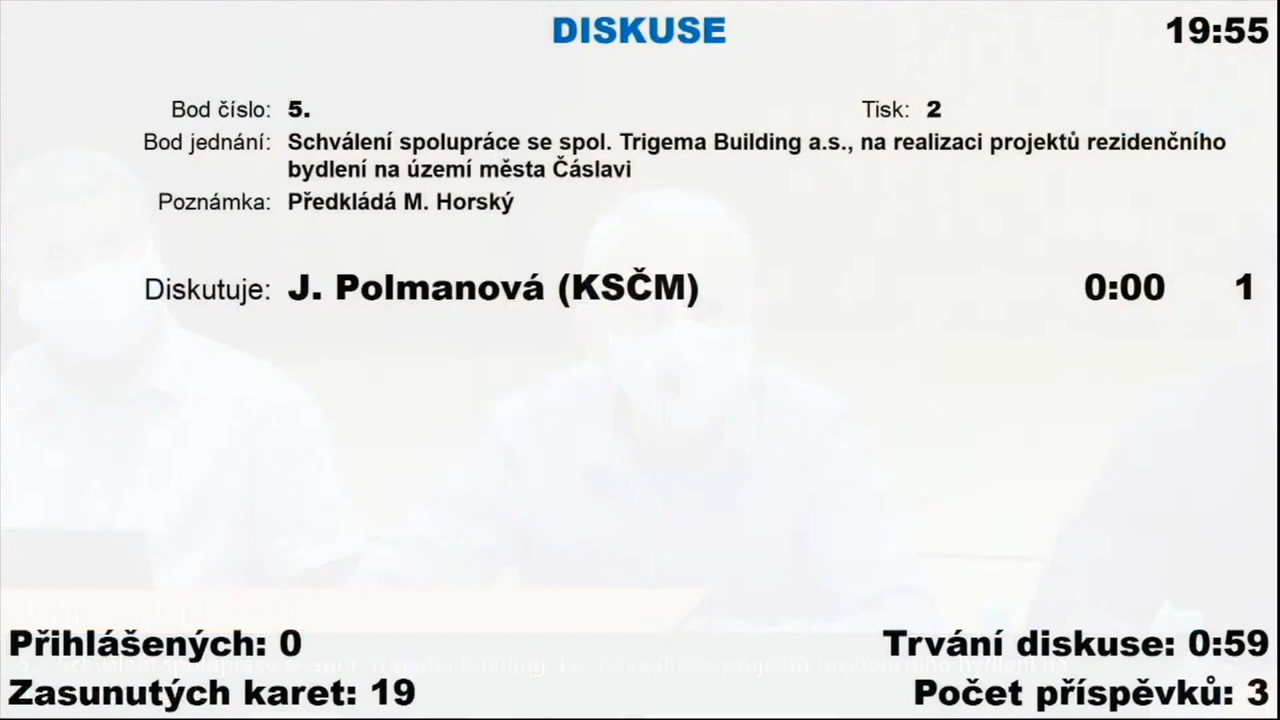 DISKUSE
19:55
Bod číslo: 5.
Tisk: 2
Bod jednání: Schválení spolupráce se spol. Trigema Building a.s., na realizaci projektů rezidenčního
bydlení na území města Čáslavi
Poznámka: Předkládá M. Horský
Diskutuje: J. Polmanová (KSČM) 0:00 1
Přihlášených: 0
Trvání diskuse: 0:59
Zasunutých karet: 19
Počet příspěvků: 3